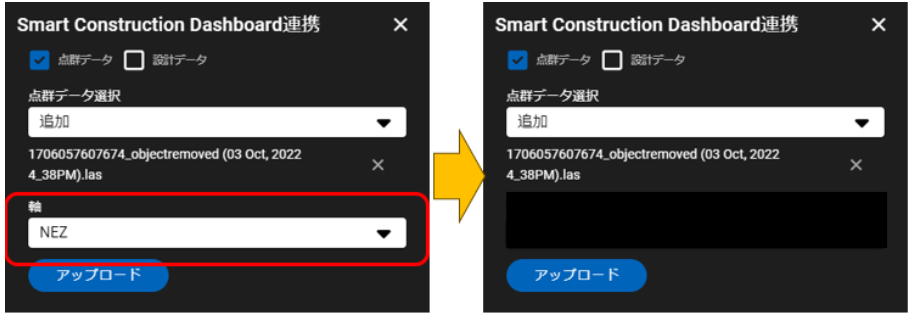 Smart Construction Dashboard連携
点群データ 設計データ
点群データ選択
追加
1706057607674_objectremoved (03 Oct, 2022
4_38PM).las
軸
NEZ
アップロード
Smart Construction Dashboard連携
点群データ 設計データ
点群データ選択
追加
1706057607674_objectremoved (03 Oct, 2022
4_38PM).las
アップロード